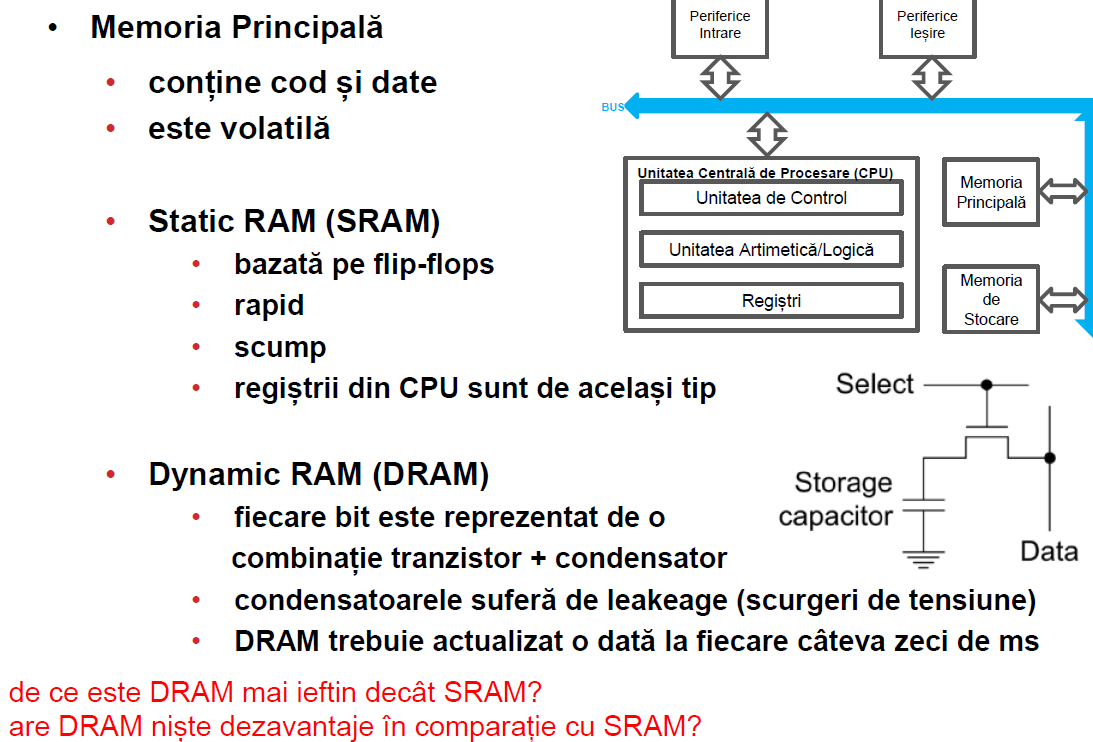 • Memoria Principală
• conține cod și date
• este volatilă
• Static RAM (SRAM)
• bazată pe flip-flops
• rapid
• scump
• regiștrii din CPU sunt de același tip
• Dynamic RAM (DRAM)
• fiecare bit este reprezentat de o
combinație tranzistor + condensator
• condensatoarele suferă de leakeage (scurgeri de tensiune)
• DRAM trebuie actualizat o dată la fiecare câteva zeci de ms
de ce este DRAM mai ieftin decât SRAM?
are DRAM niște dezavantaje în comparație cu SRAM?
Periferice
Intrare
Periferice
Ieșire
BUS
Unitatea Centrală de Procesare (CPU)
Unitatea de Control
Unitatea Artimetică/Logică
Regiștri
Memoria
Principală
Memoria
de
Stocare
Select
Storage
capacitor
Data